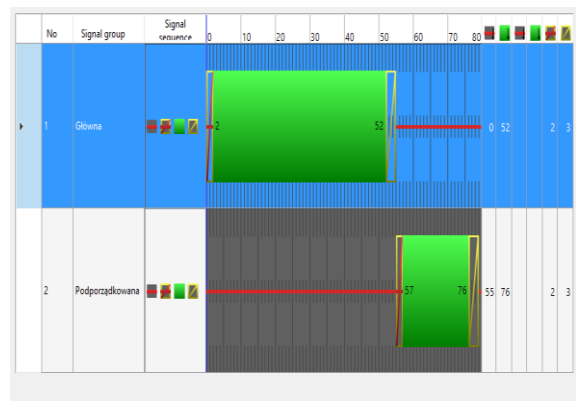 No Signal group Signal sequence 0 10 20 30 40 50 60 70 80
1 Główna 2 52 0 52 2 3
2 Podporządkowana 57 76 55 76 2 3